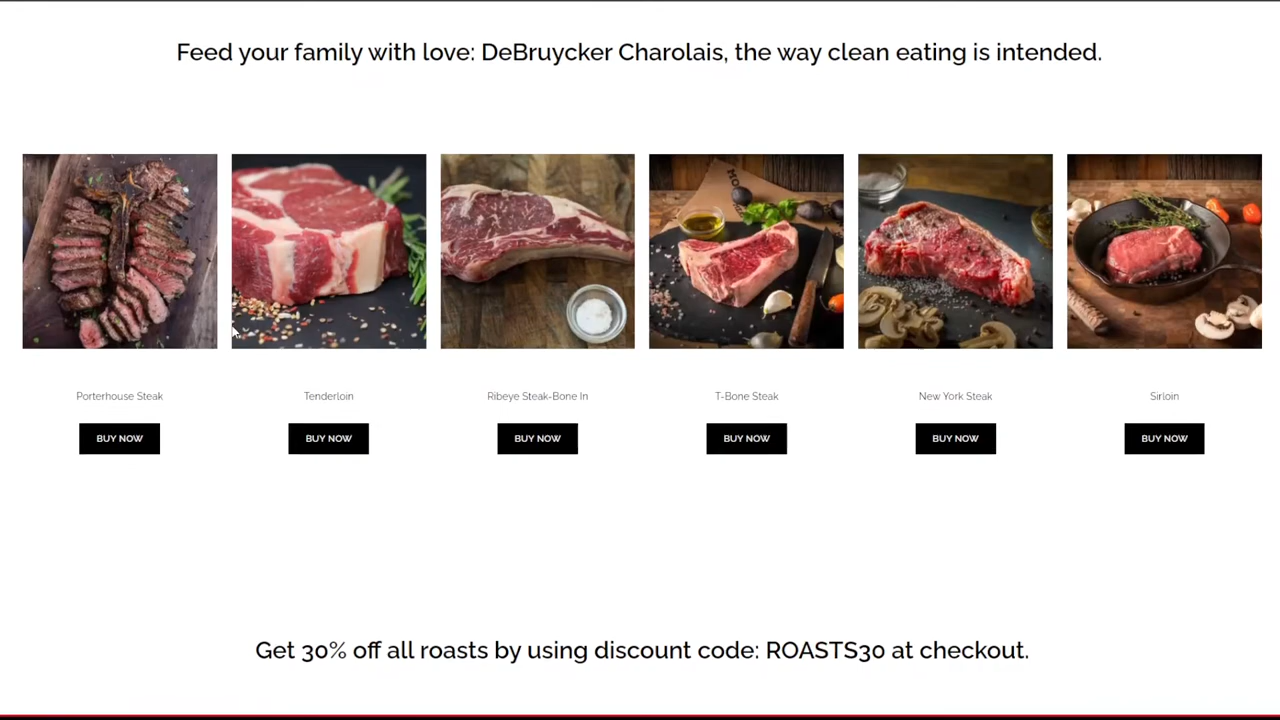 Feed your family with love: DeBruycker Charolais, the way clean eating is intended.
Porterhouse Steak
Tenderloin
Ribeye Steak-Bone In
T-Bone Steak
New York Steak
Sirloin
BUY NOW
BUY NOW
BUY NOW
BUY NOW
BUY NOW
BUY NOW
Get 30% off all roasts by using discount code: ROASTS30 at checkout.